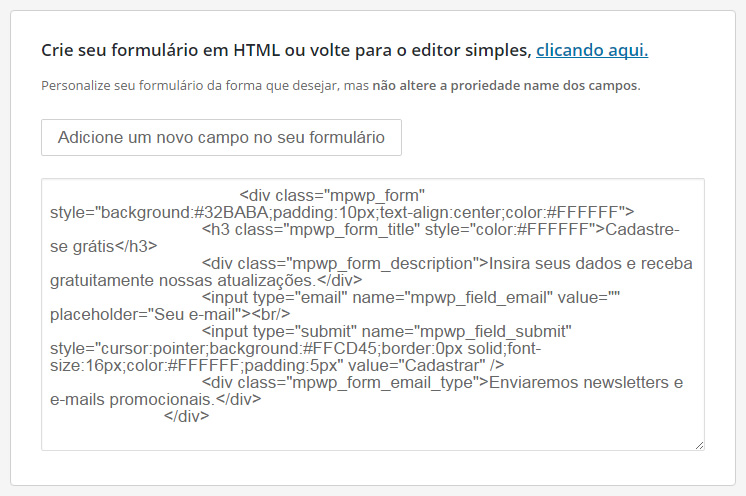 Crie seu formulário em HTML ou volte para o editor simples, clicando aqui.
Personalize seu formulário da forma que desejar, mas não altere a proriedade name dos campos.
Adicione um novo campo no seu formulário
<div class="mpwp_form"
style="background:#32BABA;padding:10px;text-align:center;color:#FFFFFF">
<h3 class="mpwp_form_title" style="color:#FFFFFF">Cadastre-
se grátis</h3>
<div class="mpwp_form_description">Insira seus dados e receba
gratuitamente nossas atualizações.</div>
<input type="email" name="mpwp_field_email" value=""
placeholder="Seu e-mail"><br/>
<input type="submit" name="mpwp_field_submit"
style="cursor:pointer;background:#FFCD45;border:0px solid;font-
size:16px;color:#FFFFFF;padding:5px" value="Cadastrar" />
<div class="mpwp_form_email_type">Enviaremos newsletters e
e-mails promocionais.</div>
</div>